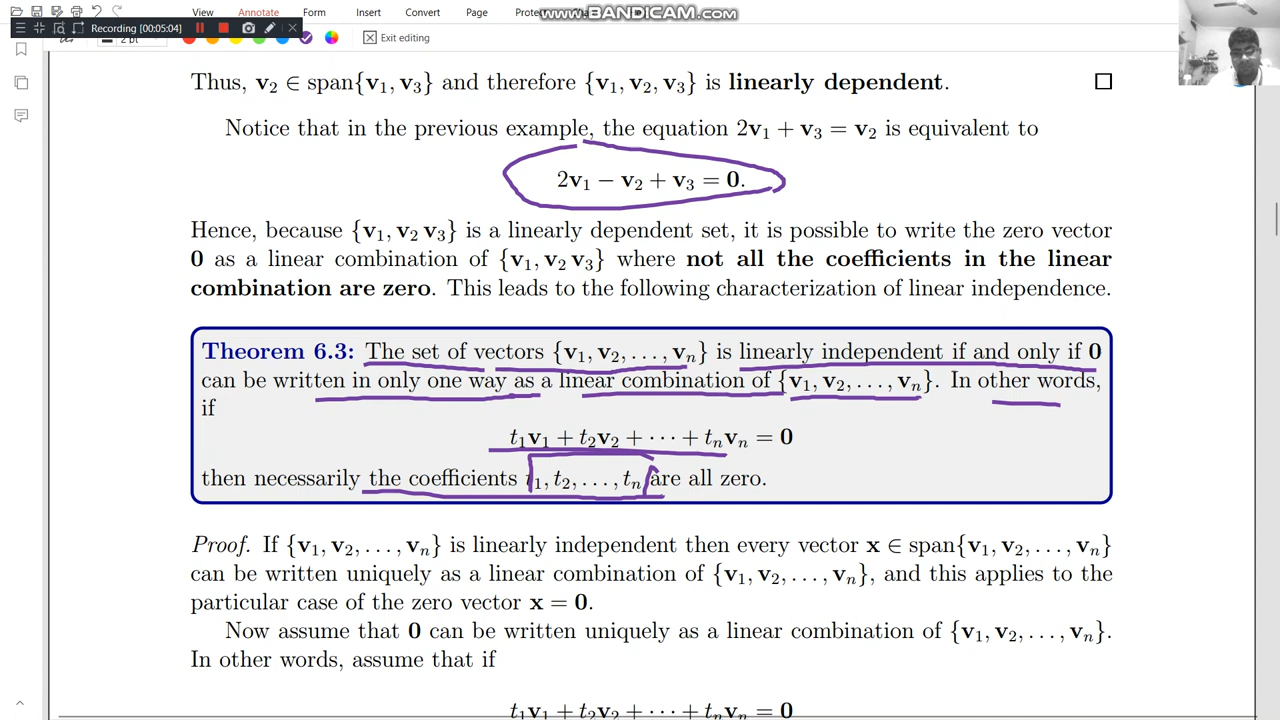 View Annotate Form Insert Convert Page
www.BANDICAM.com
Recording [00:05:04]
2 pt
Exit editing
Thus, v₂ ∈ span{v₁, v₃} and therefore {v₁, v₂, v₃} is linearly dependent. □
Notice that in the previous example, the equation 2v₁ + v₃ = v₂ is equivalent to
2v₁ − v₂ + v₃ = 0.
Hence, because {v₁, v₂ v₃} is a linearly dependent set, it is possible to write the zero vector
0 as a linear combination of {v₁, v₂ v₃} where not all the coefficients in the linear
combination are zero. This leads to the following characterization of linear independence.
Theorem 6.3: The set of vectors {v₁, v₂, . . . , vₙ} is linearly independent if and only if 0
can be written in only one way as a linear combination of {v₁, v₂, . . . , vₙ}. In other words,
if
t₁v₁ + t₂v₂ + · · · + tₙvₙ = 0
then necessarily the coefficients t₁, t₂, . . . , tₙ are all zero.
Proof. If {v₁, v₂, . . . , vₙ} is linearly independent then every vector x ∈ span{v₁, v₂, . . . , vₙ}
can be written uniquely as a linear combination of {v₁, v₂, . . . , vₙ}, and this applies to the
particular case of the zero vector x = 0.
Now assume that 0 can be written uniquely as a linear combination of {v₁, v₂, . . . , vₙ}.
In other words, assume that if
t₁v₁ + t₂v₂ + · · · + tₙvₙ = 0